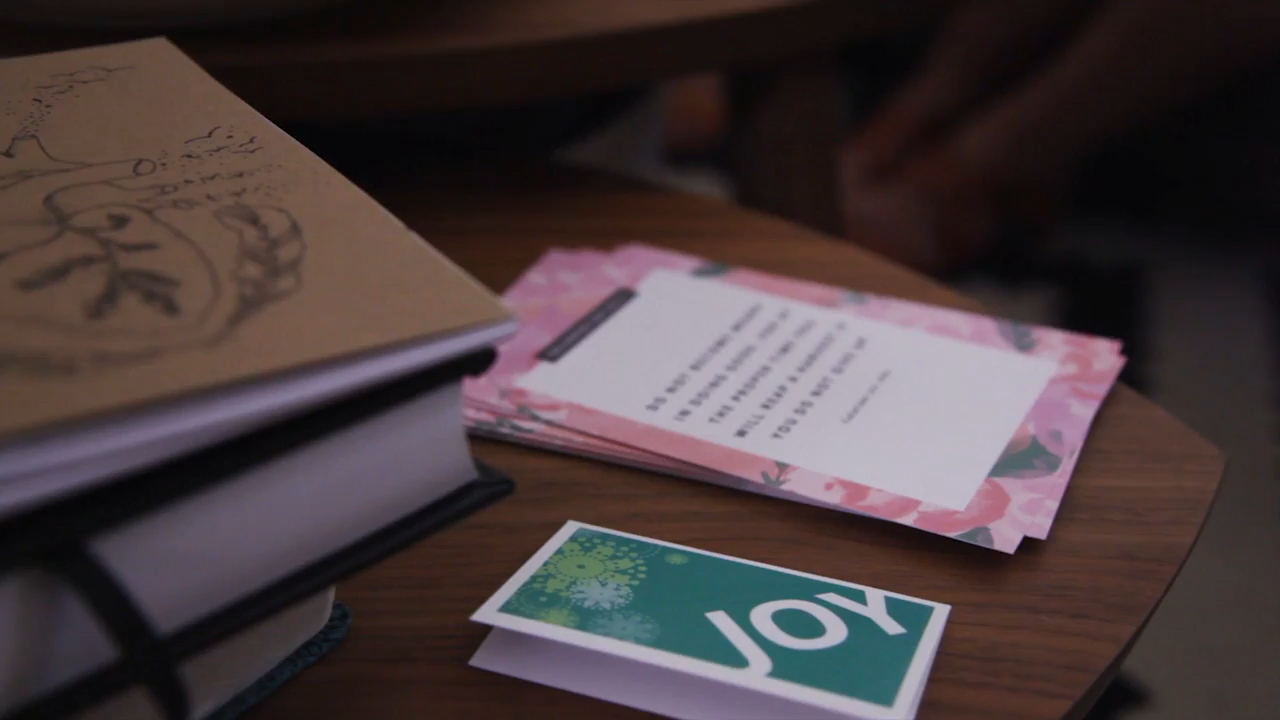 DO NOT BECOME WEARY
IN DOING GOOD, FOR AT
THE PROPER TIME YOU
WILL REAP A HARVEST IF
YOU DO NOT GIVE UP
JOY